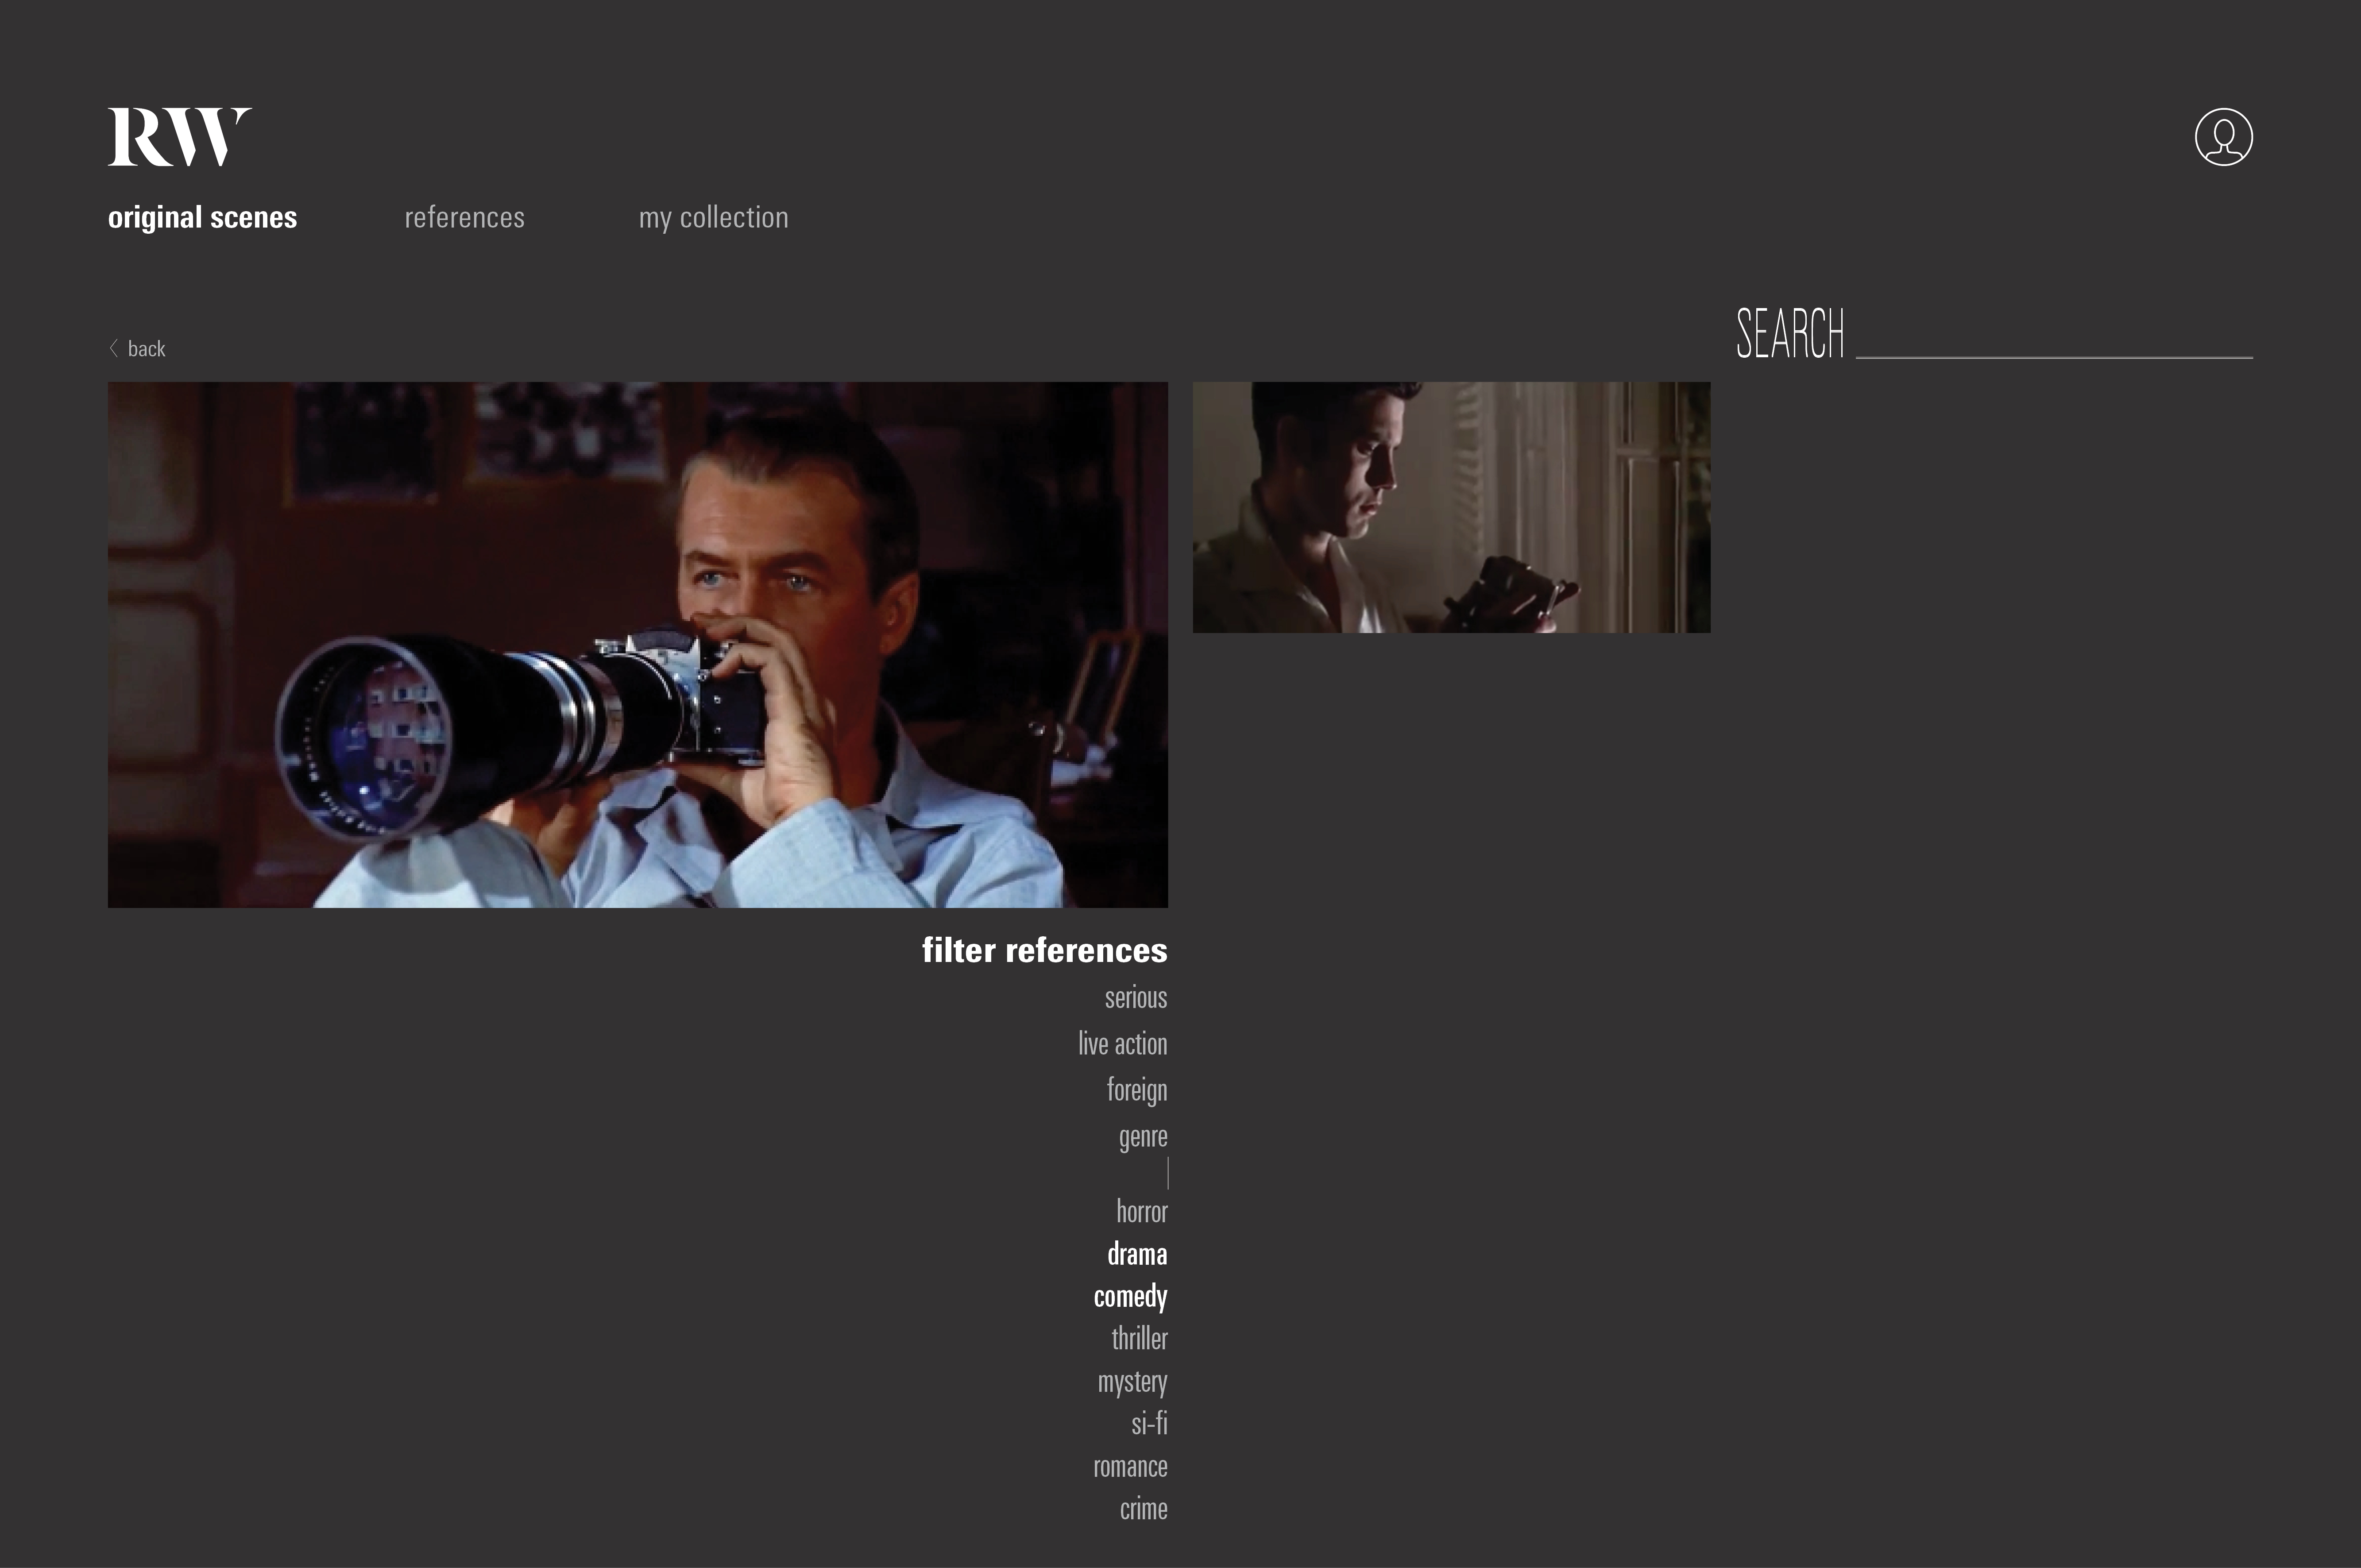 RW
original scenes references my collection
SEARCH
back
filter references
serious
live action
foreign
genre
horror
drama
comedy
thriller
mystery
si-fi
romance
crime